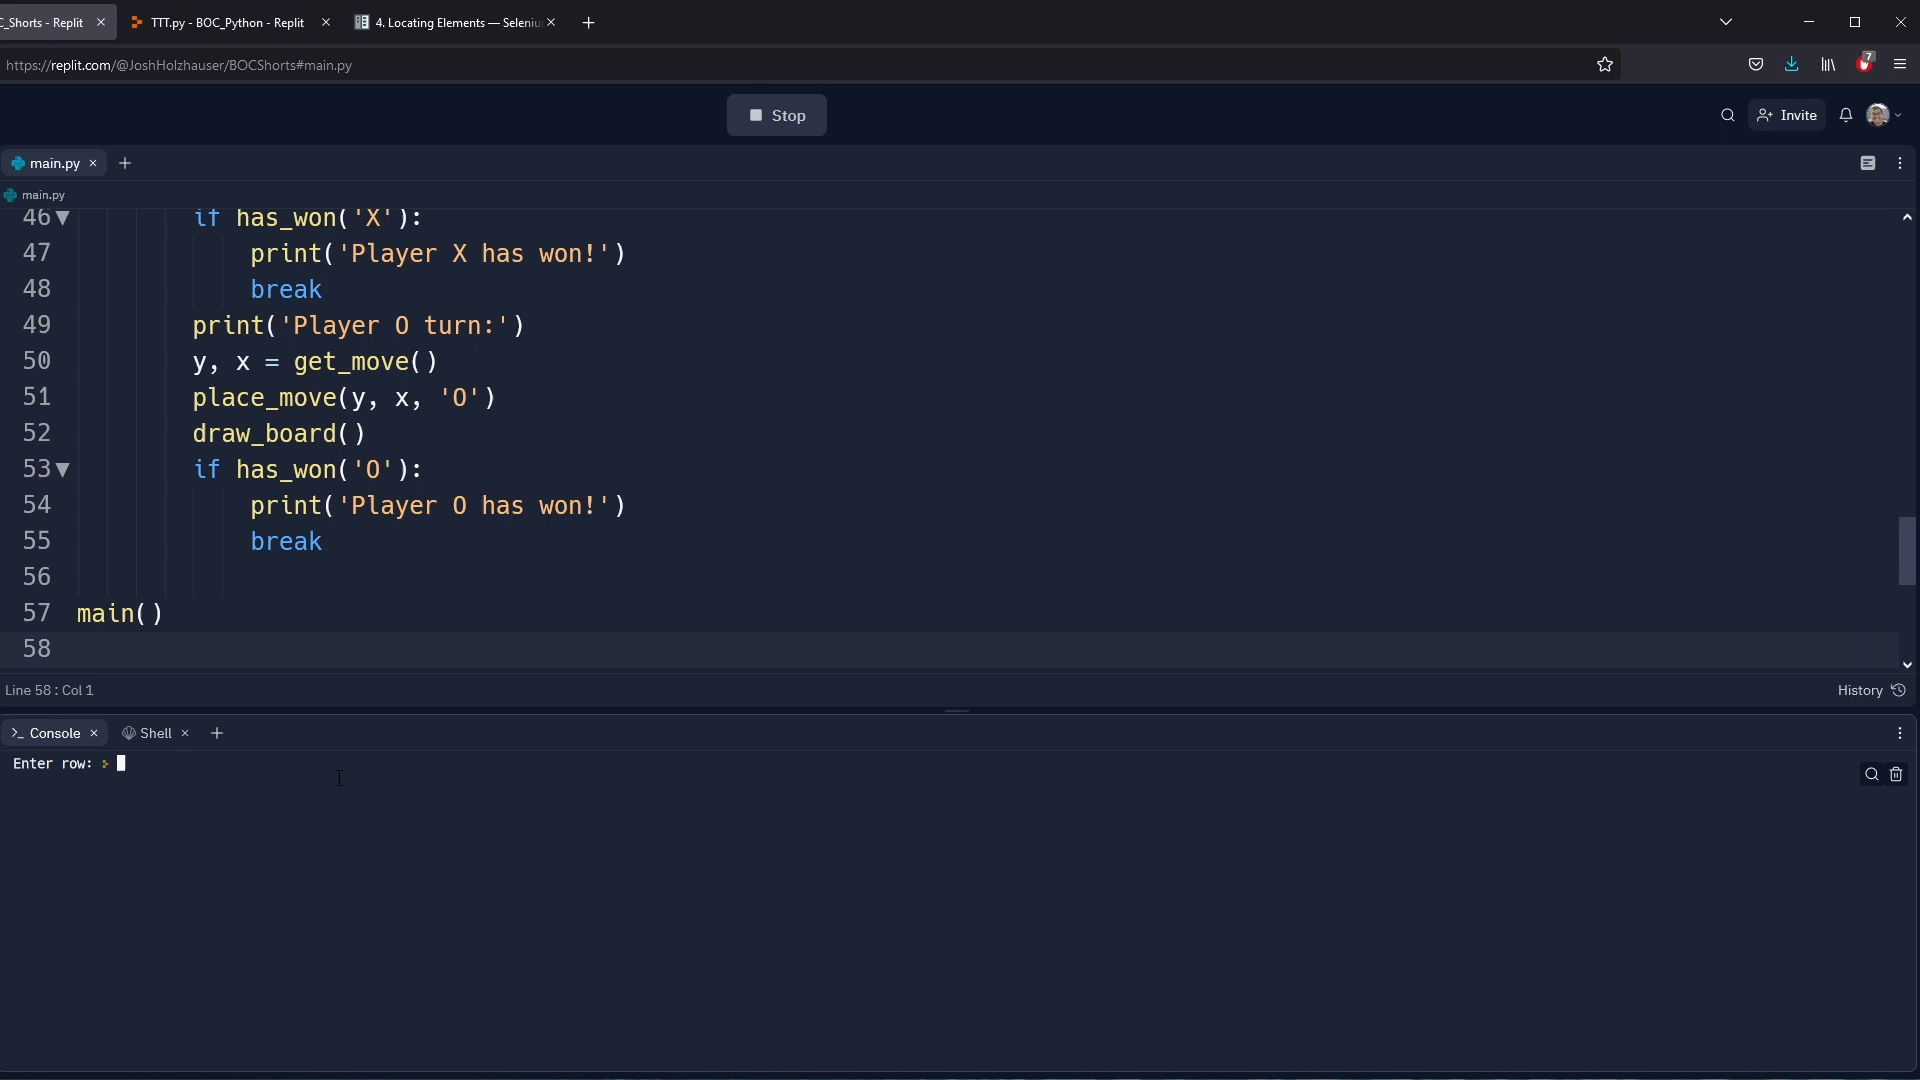 C_Shorts - Replit
TTT.py - BOC_Python - Replit
4. Locating Elements — Seleniu
https://replit.com/@JoshHolzhauser/BOCShorts#main.py
7
Stop
Invite
main.py
main.py
46 if has_won('X'):
47 print('Player X has won!')
48 break
49 print('Player O turn:')
50 y, x = get_move()
51 place_move(y, x, 'O')
52 draw_board()
53 if has_won('O'):
54 print('Player O has won!')
55 break
56
57 main()
58
Line 58 : Col 1
History
Console
Shell
Enter row: